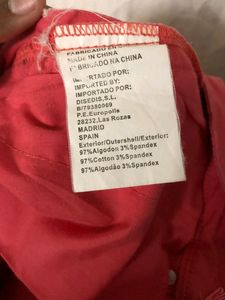 FABRICADO EN C
MADE IN CHINA
FABRICADO NA CHINA
IMPORTADO POR:
IMPORTED BY:
IMPORTADO POR:
DISEDIS,S.L.
B/79380069
P.E.Europolis
28232,Las Rozas
MADRID
SPAIN
Exterior/Outershell/Exterior:
97%Algodon 3%Spandex
97%Cotton 3%Spandex
97%Algodão 3%Spandex